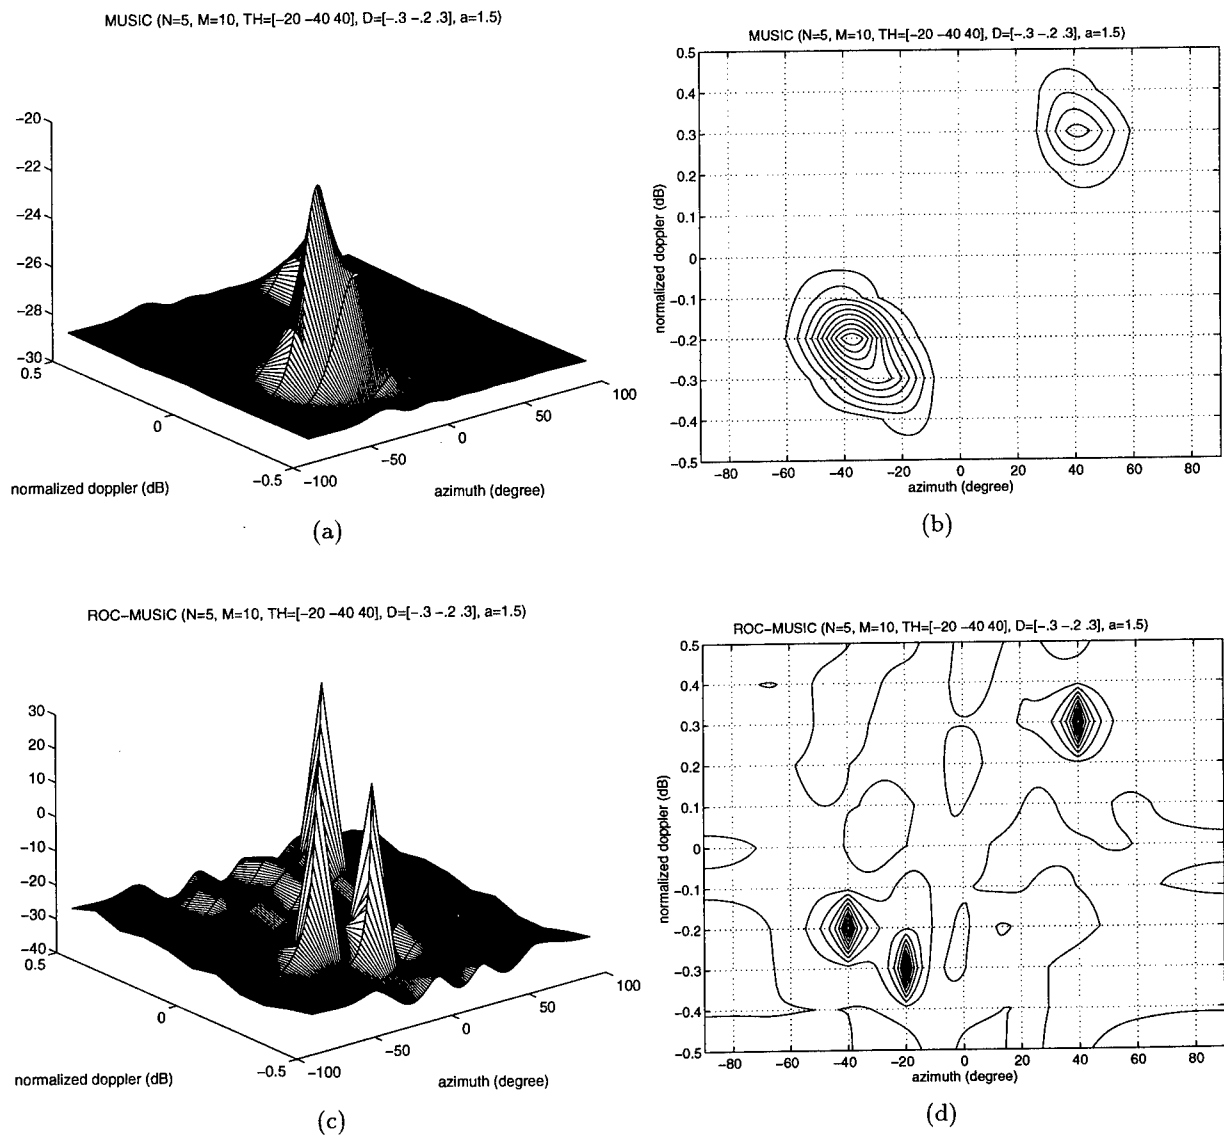 MUSIC (N=5, M=10, TH=[-20 -40 40], D=[-.3 -.2 .3], a=1.5)
-20
-22
-24
-26
-28
-30
0.5
0
-0.5
-100
-50
0
50
100
normalized doppler (dB)
azimuth (degree)
(a)
MUSIC (N=5, M=10, TH=[-20 -40 40], D=[-.3 -.2 .3], a=1.5)
0.5
0.4
0.3
0.2
0.1
0
-0.1
-0.2
-0.3
-0.4
-0.5
normalized doppler (dB)
-80 -60 -40 -20 0 20 40 60 80
azimuth (degree)
(b)
ROC-MUSIC (N=5, M=10, TH=[-20 -40 40], D=[-.3 -.2 .3], a=1.5)
30
20
10
0
-10
-20
-30
-40
0.5
0
-0.5
-100
-50
0
50
100
normalized doppler (dB)
azimuth (degree)
(c)
ROC-MUSIC (N=5, M=10, TH=[-20 -40 40], D=[-.3 -.2 .3], a=1.5)
0.5
0.4
0.3
0.2
0.1
0
-0.1
-0.2
-0.3
-0.4
-0.5
normalized doppler (dB)
-80 -60 -40 -20 0 20 40 60 80
azimuth (degree)
(d)